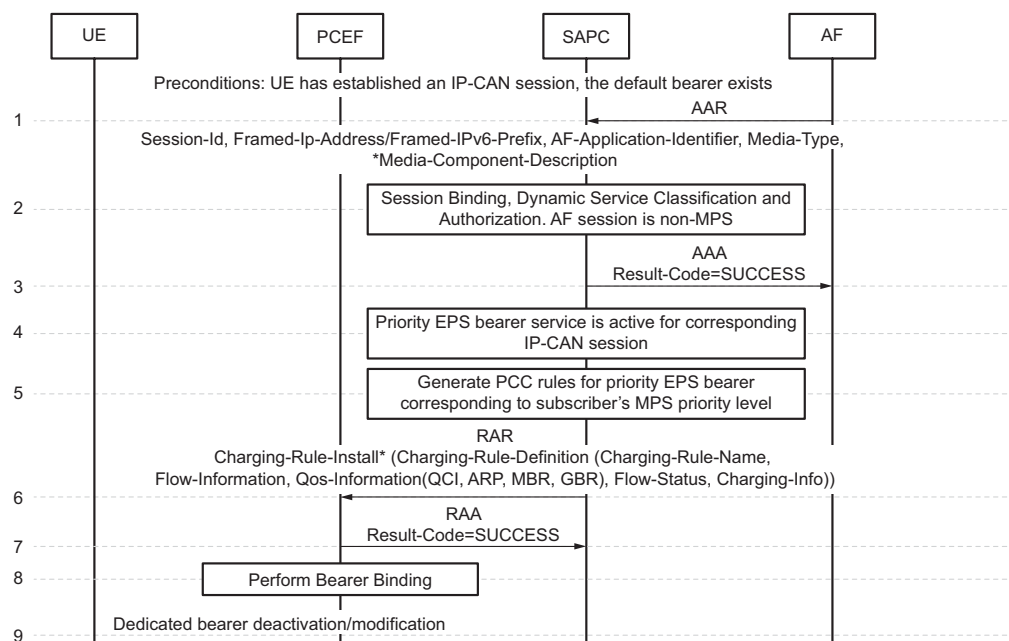 UE
PCEF
SAPC
AF
Preconditions: UE has established an IP-CAN session, the default bearer exists
AAR
1
Session-Id, Framed-Ip-Address/Framed-IPv6-Prefix, AF-Application-Identifier, Media-Type,
*Media-Component-Description
2
Session Binding, Dynamic Service Classification and
Authorization. AF session is non-MPS
AAA
Result-Code=SUCCESS
3
4
Priority EPS bearer service is active for corresponding
IP-CAN session
5
Generate PCC rules for priority EPS bearer
corresponding to subscriber's MPS priority level
RAR
Charging-Rule-Install* (Charging-Rule-Definition (Charging-Rule-Name,
Flow-Information, Qos-Information(QCI, ARP, MBR, GBR), Flow-Status, Charging-Info))
6
RAA
Result-Code=SUCCESS
7
8
Perform Bearer Binding
Dedicated bearer deactivation/modification
9